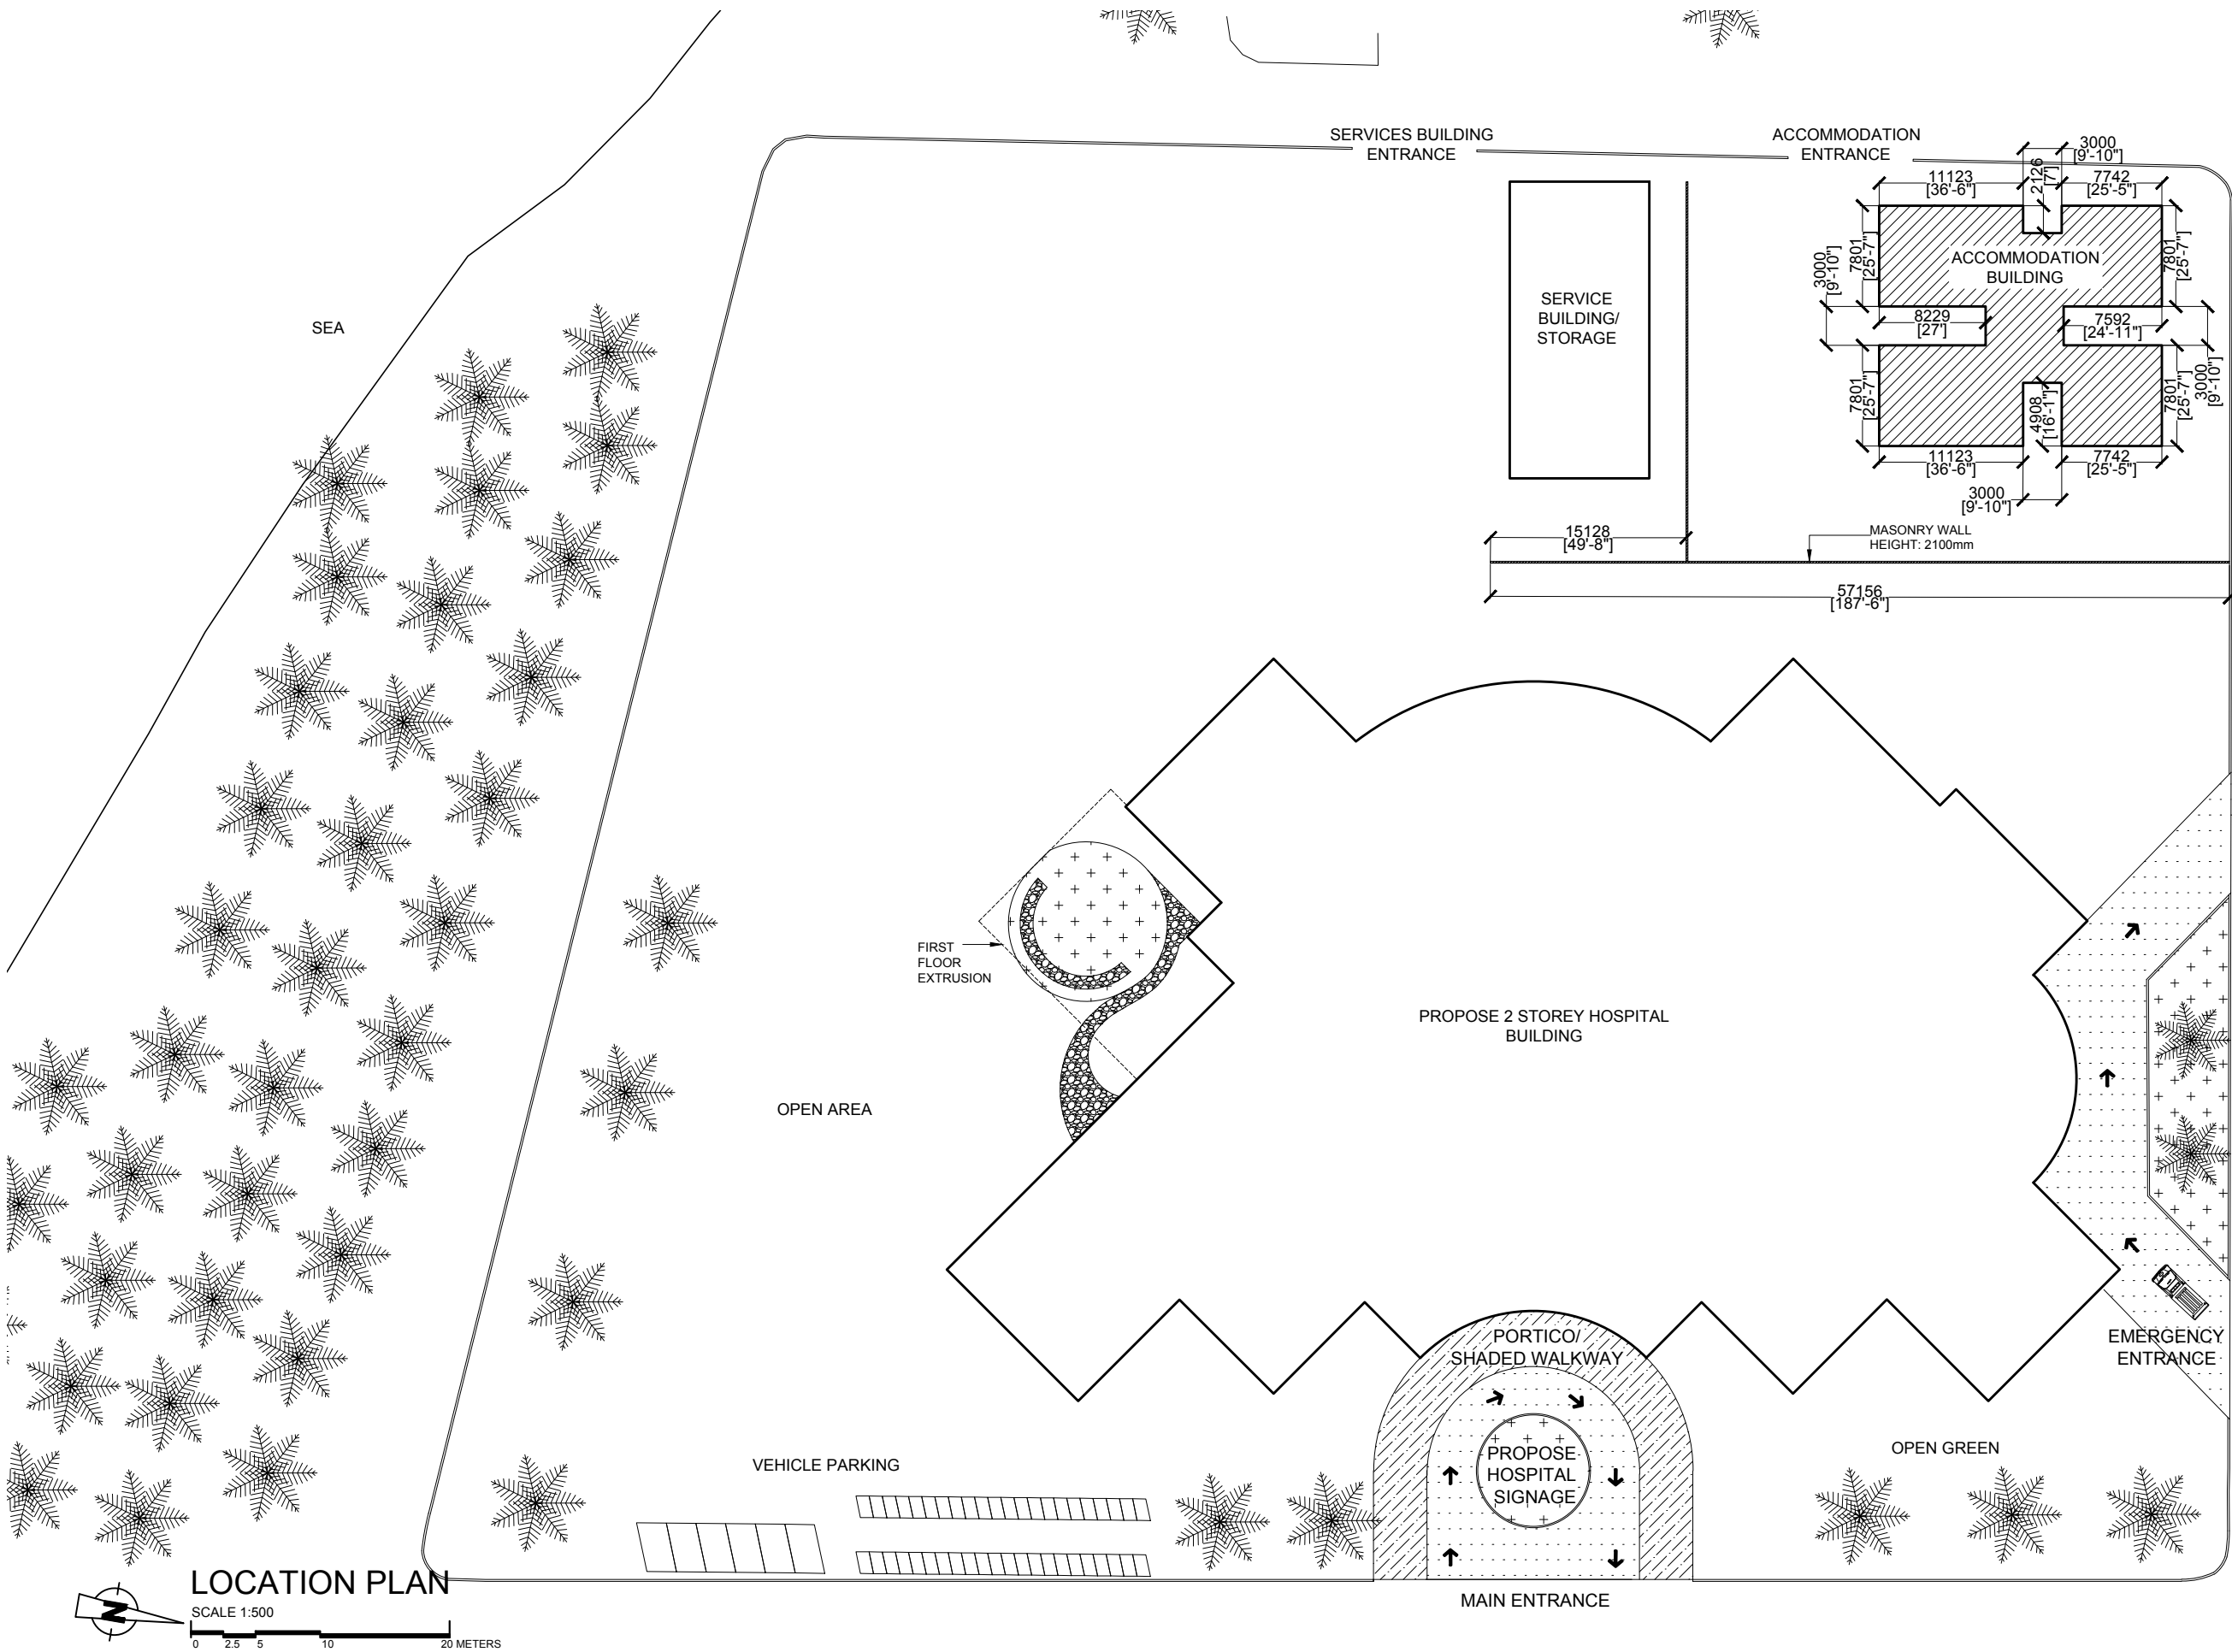 SERVICES BUILDING
ENTRANCE
ACCOMMODATION
ENTRANCE
3000
[9'-10"]
11123
[36'-6"]
2126
[7']
7742
[25'-5"]
3000
[9'-10"]
7801
[25'-7"]
ACCOMMODATION
BUILDING
7801
[25'-7"]
SEA
SERVICE
BUILDING/
STORAGE
8229
[27']
7592
[24'-11"]
7801
[25'-7"]
4908
[16'-1"]
7801
[25'-7"]
3000
[9'-10"]
11123
[36'-6"]
7742
[25'-5"]
3000
[9'-10"]
15128
[49'-8"]
MASONRY WALL
HEIGHT: 2100mm
57156
[187'-6"]
FIRST
FLOOR
EXTRUSION
PROPOSE 2 STOREY HOSPITAL
BUILDING
OPEN AREA
PORTICO/
SHADED WALKWAY
EMERGENCY
ENTRANCE
VEHICLE PARKING
PROPOSE
HOSPITAL
SIGNAGE
OPEN GREEN
MAIN ENTRANCE
N
LOCATION PLAN
SCALE 1:500
0 2.5 5 10 20 METERS